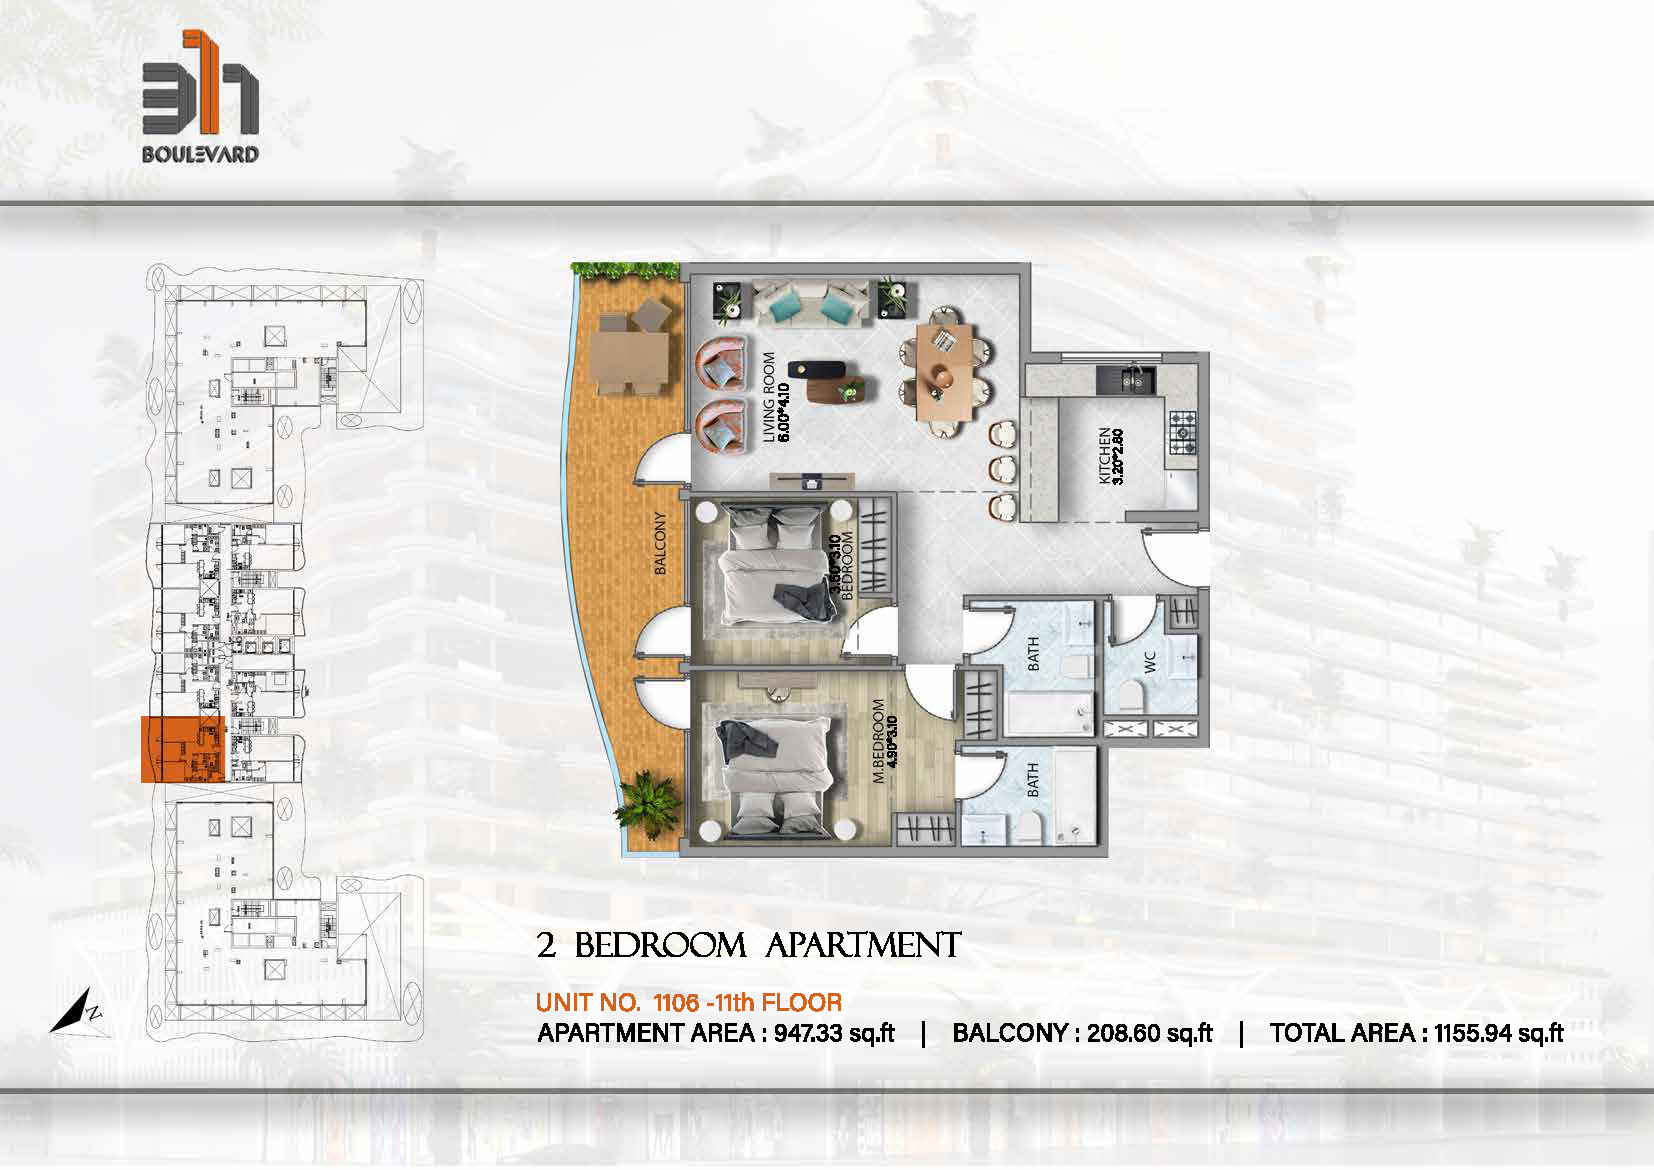 311
BOULEVARD
LIVING ROOM
6.00*4.10
KITCHEN
3.20*2.80
BALCONY
3.60*3.10
BEDROOM
BATH
WC
M.BEDROOM
4.90*3.10
BATH
N
2 BEDROOM APARTMENT
UNIT NO. 1106 -11th FLOOR
APARTMENT AREA : 947.33 sq.ft | BALCONY : 208.60 sq.ft | TOTAL AREA : 1155.94 sq.ft